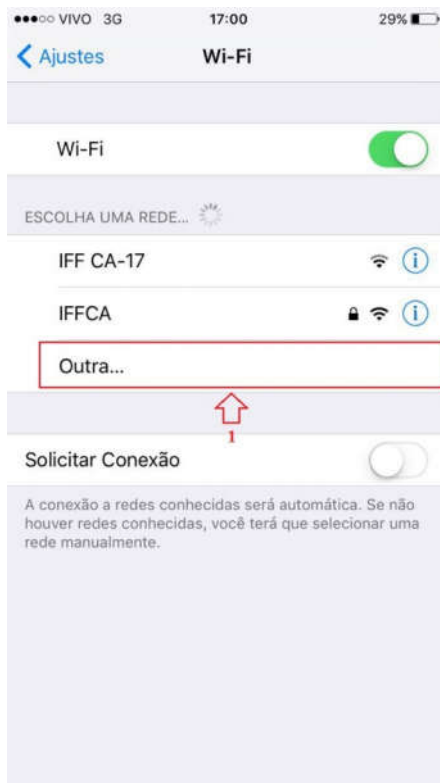 VIVO 3G 17:00 29%
Ajustes Wi-Fi
Wi-Fi
ESCOLHA UMA REDE...
IFF CA-17
IFFCA
Outra...
1
Solicitar Conexão
A conexão a redes conhecidas será automática. Se não
houver redes conhecidas, você terá que selecionar uma
rede manualmente.